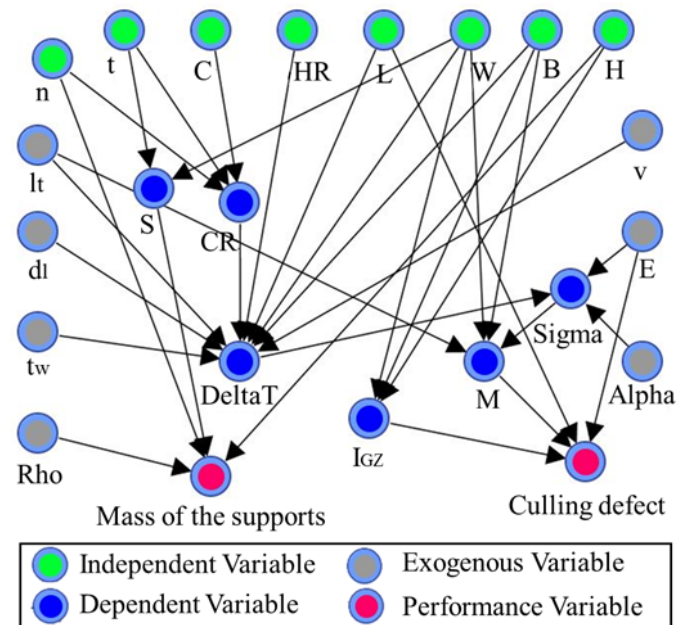 n
t
C
HR
L
W
B
H
lt
v
S
CR
dl
E
Sigma
tw
DeltaT
M
Alpha
IGZ
Rho
Mass of the supports
Culling defect
Independent Variable
Exogenous Variable
Dependent Variable
Performance Variable